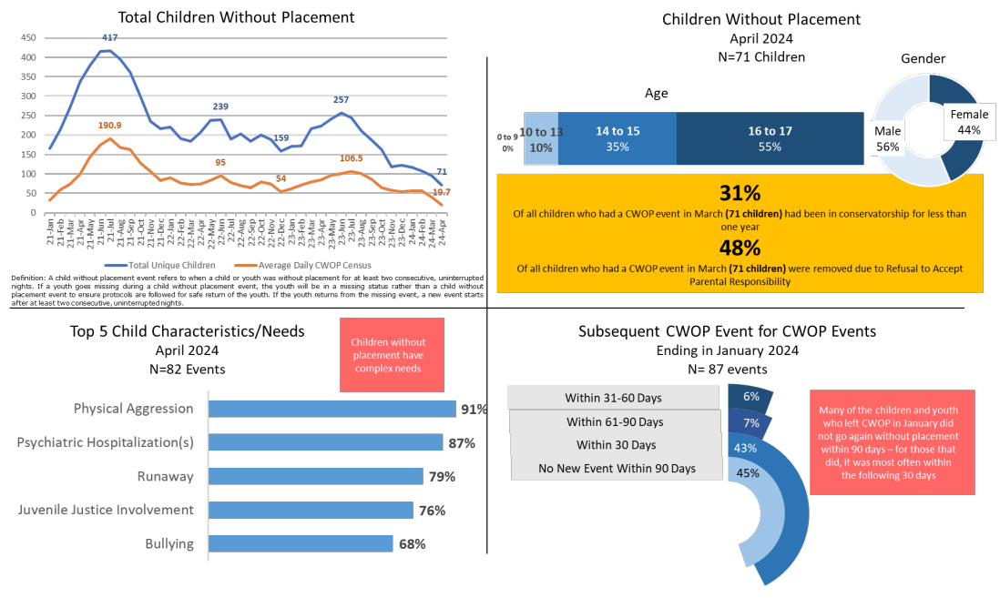 Total Children Without Placement
450
400
350
300
250
200
150
100
50
0
417
239
159
257
71
190.9
95
54
106.5
19.7
21-Jan
21-Feb
21-Mar
21-Apr
21-May
21-Jun
21-Jul
21-Aug
21-Sep
21-Oct
21-Nov
21-Dec
22-Jan
22-Feb
22-Mar
22-Apr
22-May
22-Jun
22-Jul
22-Aug
22-Sep
22-Oct
22-Nov
22-Dec
23-Jan
23-Feb
23-Mar
23-Apr
23-May
23-Jun
23-Jul
23-Aug
23-Sep
23-Oct
23-Nov
23-Dec
24-Jan
24-Feb
24-Mar
24-Apr
Total Unique Children
Average Daily CWOP Census
Definition: A child without placement event refers to when a child or youth was without placement for at least two consecutive, uninterrupted
nights. If a youth goes missing during a child without placement event, the youth will be in a missing status rather than a child without
placement event to ensure protocols are followed for safe return of the youth. If the youth returns from the missing event, a new event starts
after at least two consecutive, uninterrupted nights.
Children Without Placement
April 2024
N=71 Children
Age
0 to 9
0%
10 to 13
10%
14 to 15
35%
16 to 17
55%
Gender
Male
56%
Female
44%
31%
Of all children who had a CWOP event in March (71 children) had been in conservatorship for less than
one year
48%
Of all children who had a CWOP event in March (71 children) were removed due to Refusal to Accept
Parental Responsibility
Top 5 Child Characteristics/Needs
April 2024
N=82 Events
Children without
placement have
complex needs
Physical Aggression 91%
Psychiatric Hospitalization(s) 87%
Runaway 79%
Juvenile Justice Involvement 76%
Bullying 68%
Subsequent CWOP Event for CWOP Events
Ending in January 2024
N= 87 events
Within 31-60 Days 6%
Within 61-90 Days 7%
Within 30 Days 43%
No New Event Within 90 Days 45%
Many of the children and youth
who left CWOP in January did
not go again without placement
within 90 days – for those that
did, it was most often within
the following 30 days